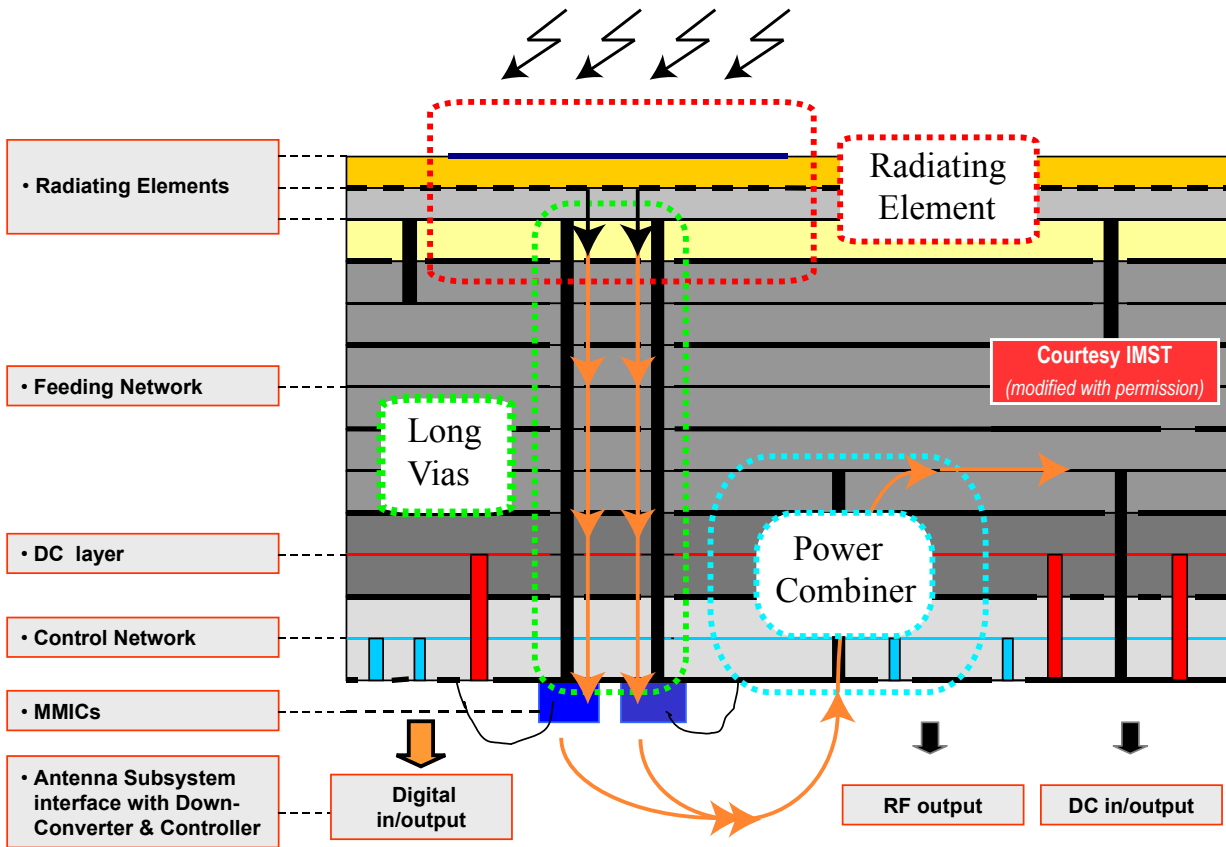 • Radiating Elements
Radiating
Element
• Feeding Network
Courtesy IMST
(modified with permission)
Long
Vias
• DC layer
Power
Combiner
• Control Network
• MMICs
• Antenna Subsystem
interface with Down-
Converter & Controller
Digital
in/output
RF output
DC in/output